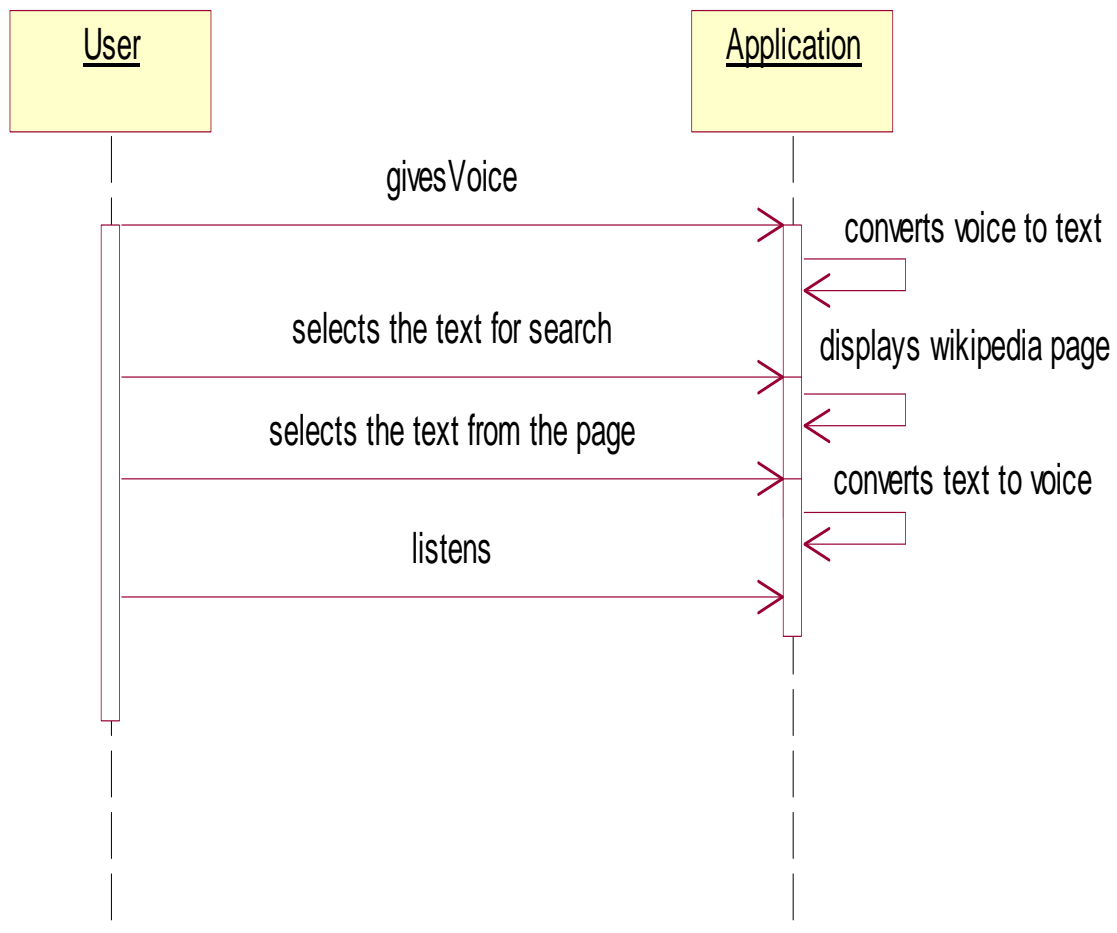 User
Application
givesVoice
converts voice to text
selects the text for search
displays wikipedia page
selects the text from the page
converts text to voice
listens